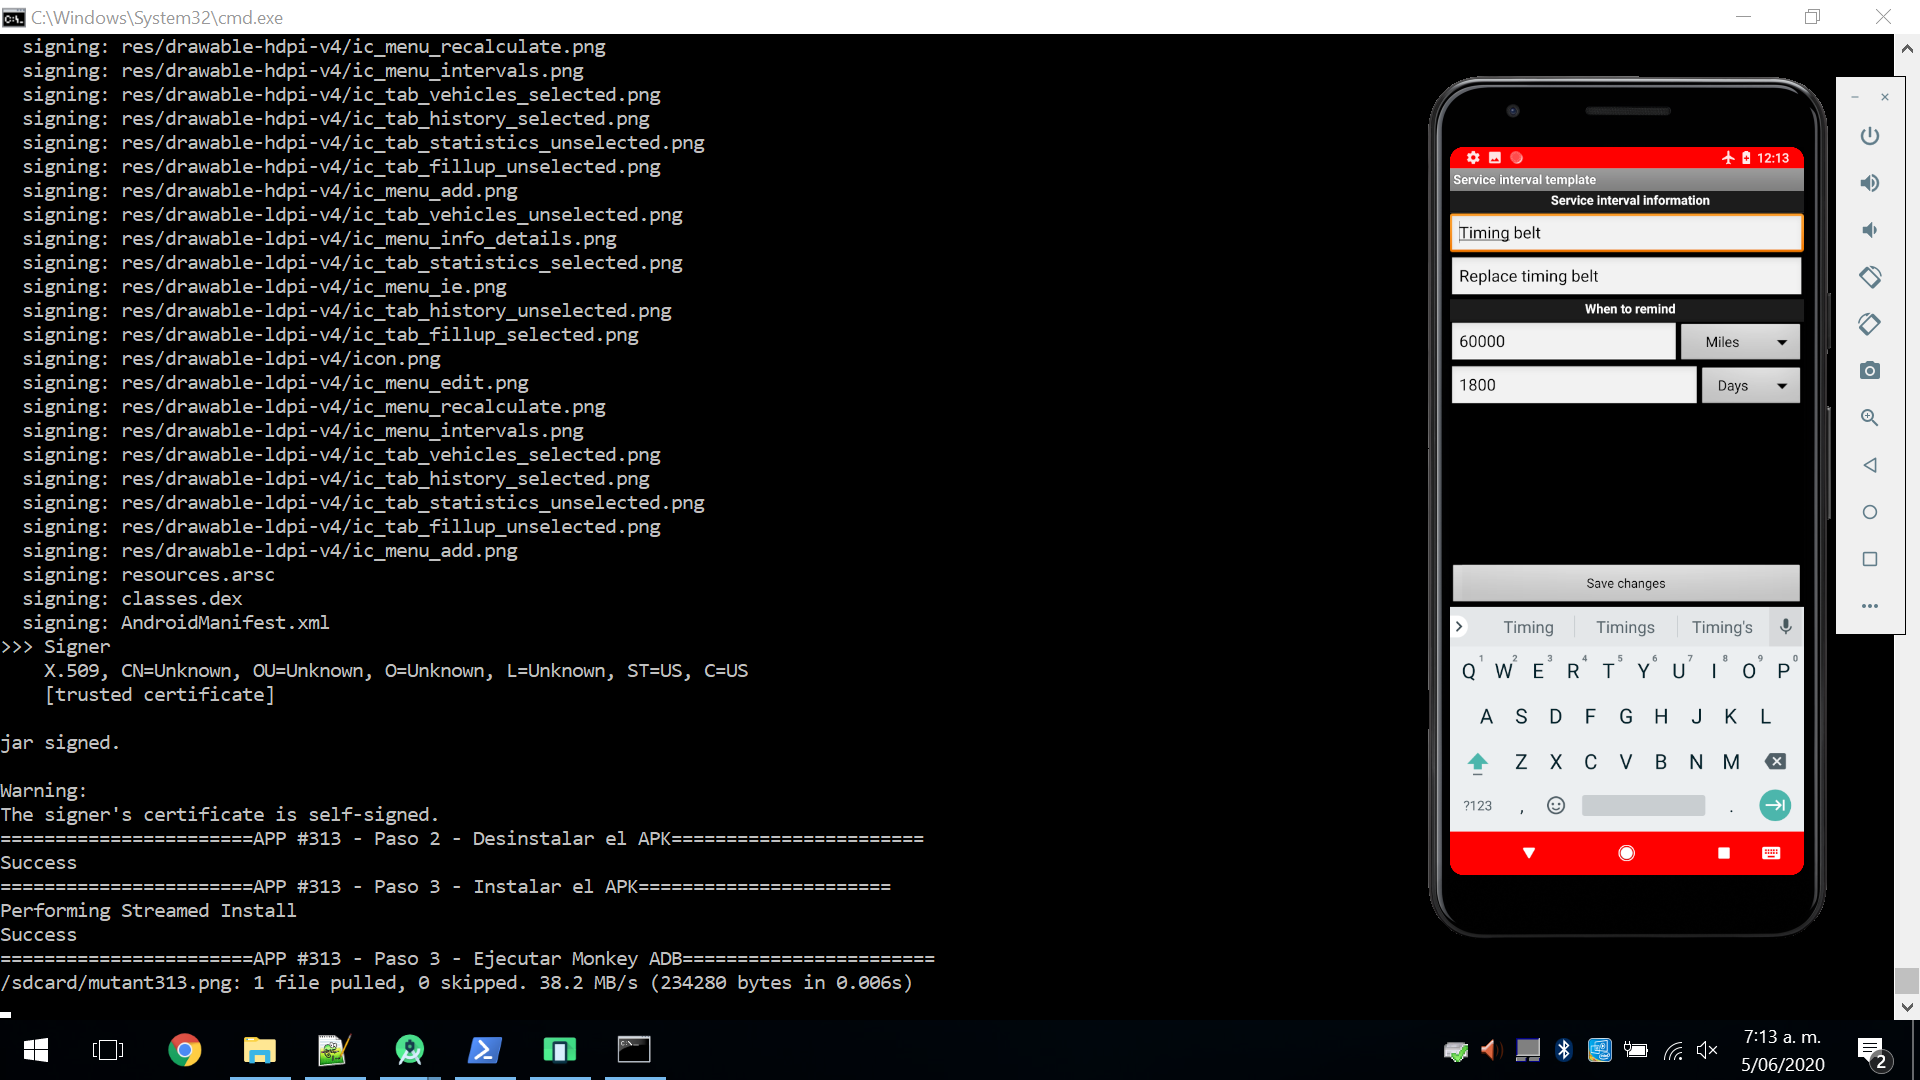 C:\Windows\System32\cmd.exe
signing: res/drawable-hdpi-v4/ic_menu_recalculate.png
signing: res/drawable-hdpi-v4/ic_menu_intervals.png
signing: res/drawable-hdpi-v4/ic_tab_vehicles_selected.png
signing: res/drawable-hdpi-v4/ic_tab_history_selected.png
signing: res/drawable-hdpi-v4/ic_tab_statistics_unselected.png
signing: res/drawable-hdpi-v4/ic_tab_fillup_unselected.png
signing: res/drawable-hdpi-v4/ic_menu_add.png
signing: res/drawable-ldpi-v4/ic_tab_vehicles_unselected.png
signing: res/drawable-ldpi-v4/ic_menu_info_details.png
signing: res/drawable-ldpi-v4/ic_tab_statistics_selected.png
signing: res/drawable-ldpi-v4/ic_menu_ie.png
signing: res/drawable-ldpi-v4/ic_tab_history_unselected.png
signing: res/drawable-ldpi-v4/ic_tab_fillup_selected.png
signing: res/drawable-ldpi-v4/icon.png
signing: res/drawable-ldpi-v4/ic_menu_edit.png
signing: res/drawable-ldpi-v4/ic_menu_recalculate.png
signing: res/drawable-ldpi-v4/ic_menu_intervals.png
signing: res/drawable-ldpi-v4/ic_tab_vehicles_selected.png
signing: res/drawable-ldpi-v4/ic_tab_history_selected.png
signing: res/drawable-ldpi-v4/ic_tab_statistics_unselected.png
signing: res/drawable-ldpi-v4/ic_tab_fillup_unselected.png
signing: res/drawable-ldpi-v4/ic_menu_add.png
signing: resources.arsc
signing: classes.dex
signing: AndroidManifest.xml
>>> Signer
X.509, CN=Unknown, OU=Unknown, O=Unknown, L=Unknown, ST=US, C=US
[trusted certificate]
jar signed.
Warning:
The signer's certificate is self-signed.
=======================APP #313 - Paso 2 - Desinstalar el APK=======================
Success
=======================APP #313 - Paso 3 - Instalar el APK=======================
Performing Streamed Install
Success
=======================APP #313 - Paso 3 - Ejecutar Monkey ADB=======================
/sdcard/mutant313.png: 1 file pulled, 0 skipped. 38.2 MB/s (234280 bytes in 0.006s)
12:13
Service interval template
Service interval information
Timing belt
Replace timing belt
When to remind
60000 Miles
1800 Days
Save changes
Timing Timings Timing's
Q 1 W 2 E 3 R 4 T 5 Y 6 U 7 I 8 O 9 P 0
A S D F G H J K L
Z X C V B N M
?123 , .
7:13 a. m.
5/06/2020
2